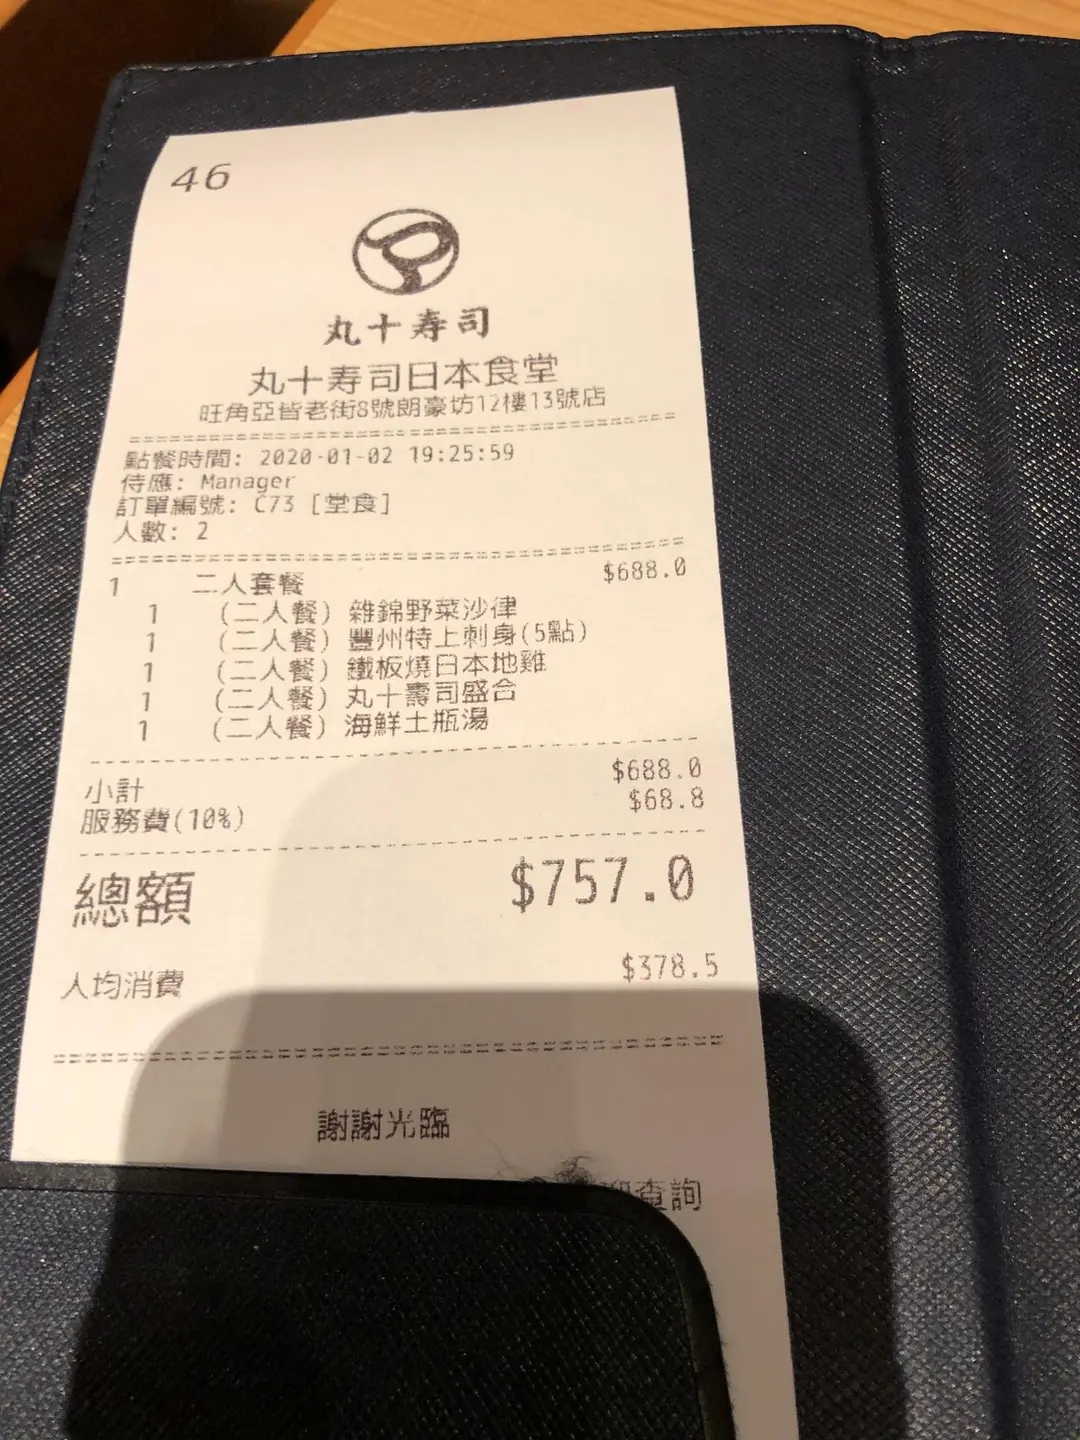 46
丸十寿司
丸十寿司日本食堂
旺角亞皆老街8號朗豪坊12樓13號店
點餐時間: 2020-01-02 19:25:59
侍應: Manager
訂單編號: C73 [堂食]
人數: 2
1 二人套餐 $688.0
1 (二人餐) 雜錦野菜沙律
1 (二人餐) 豐州特上刺身(5點)
1 (二人餐) 鐵板燒日本地雞
1 (二人餐) 丸十壽司盛合
1 (二人餐) 海鮮土瓶湯
小計 $688.0
服務費(10%) $68.8
總額 $757.0
人均消費 $378.5
謝謝光臨
查詢